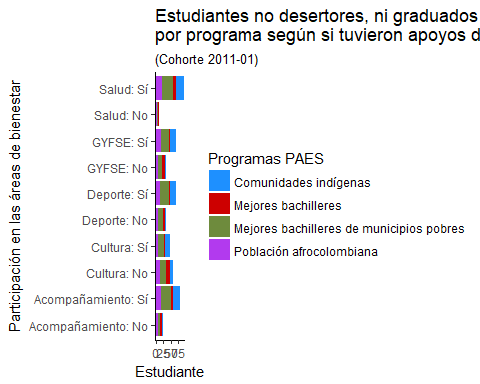 Estudiantes no desertores, ni graduados
por programa según si tuvieron apoyos d
(Cohorte 2011-01)
Participación en las áreas de bienestar
Salud: Sí
Salud: No
GYFSE: Sí
GYFSE: No
Deporte: Sí
Deporte: No
Cultura: Sí
Cultura: No
Acompañamiento: Sí
Acompañamiento: No
Programas PAES
Comunidades indígenas
Mejores bachilleres
Mejores bachilleres de municipios pobres
Población afrocolombiana
Estudiante